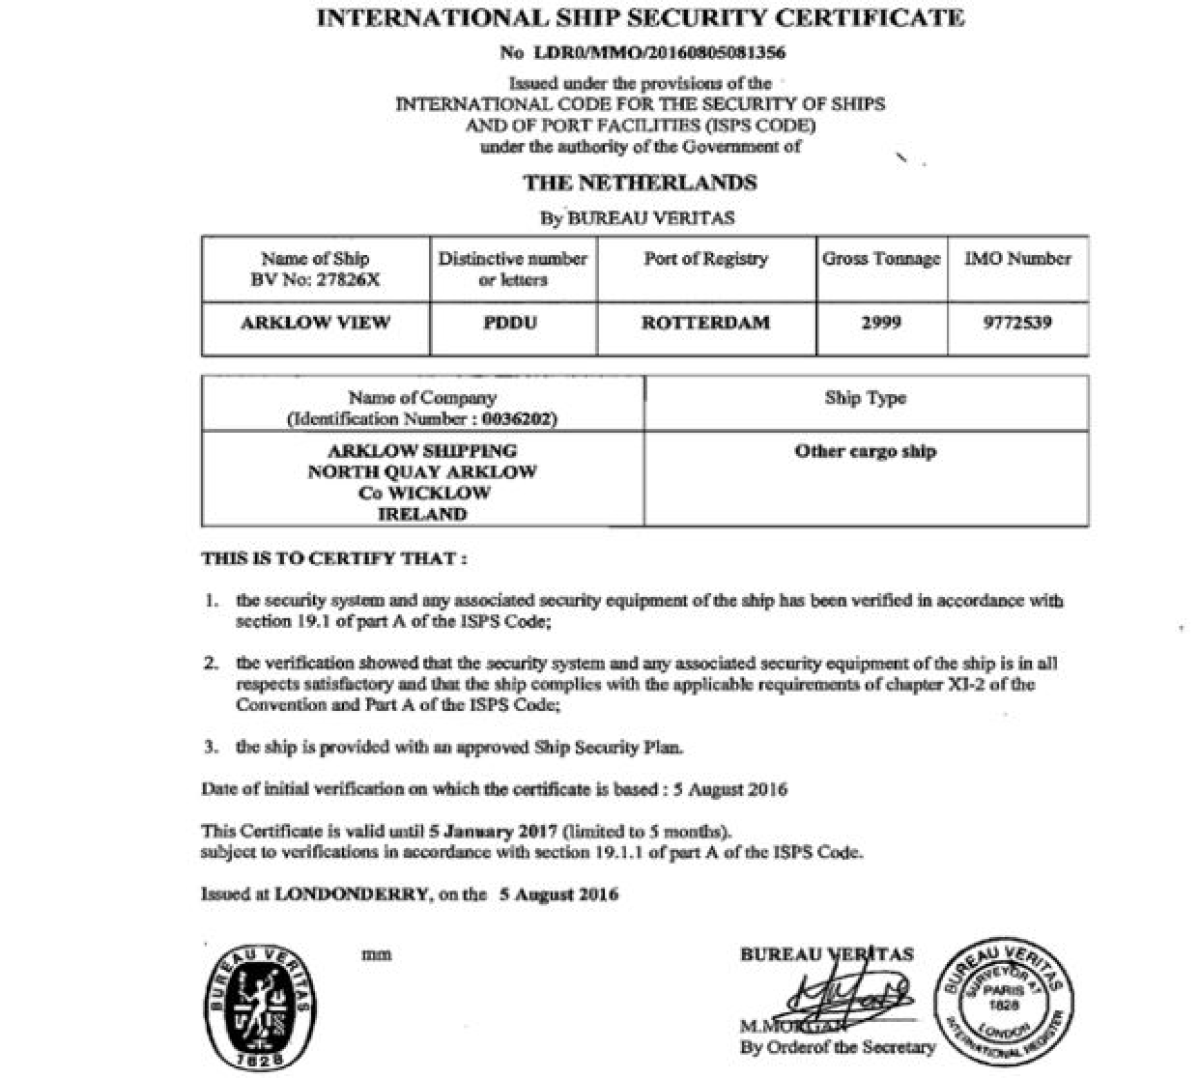 INTERNATIONAL SHIP SECURITY CERTIFICATE
No LDR0/MMO/20160805081356
Issued under the provisions of the
INTERNATIONAL CODE FOR THE SECURITY OF SHIPS
AND OF PORT FACILITIES (ISPS CODE)
under the authority of the Government of
THE NETHERLANDS
By BUREAU VERITAS
Name of Ship
BV No: 27826X
Distinctive number
or letters
Port of Registry
Gross Tonnage
IMO Number
ARKLOW VIEW
PDDU
ROTTERDAM
2999
9772539
Name of Company
(Identification Number : 0036202)
Ship Type
ARKLOW SHIPPING
NORTH QUAY ARKLOW
Co WICKLOW
IRELAND
Other cargo ship
THIS IS TO CERTIFY THAT :
1. the security system and any associated security equipment of the ship has been verified in accordance with
section 19.1 of part A of the ISPS Code;
2. the verification showed that the security system and any associated security equipment of the ship is in all
respects satisfactory and that the ship complies with the applicable requirements of chapter XI-2 of the
Convention and Part A of the ISPS Code;
3. the ship is provided with an approved Ship Security Plan.
Date of initial verification on which the certificate is based : 5 August 2016
This Certificate is valid until 5 January 2017 (limited to 5 months).
subject to verifications in accordance with section 19.1.1 of part A of the ISPS Code.
Issued at LONDONDERRY, on the 5 August 2016
BUREAU VERITAS
1828
mm
BUREAU VERITAS
M.MORGAN
By Orderof the Secretary
BUREAU VERITAS
SURVEYOR AT
PARIS
1828
LONDON
INTERNATIONAL REGISTER